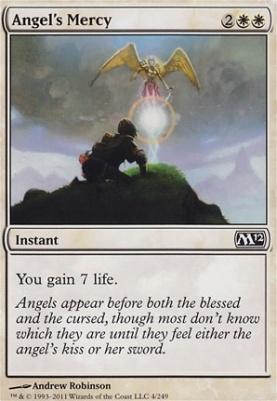 Angel's Mercy 2
Instant M12
You gain 7 life.
Angels appear before both the blessed
and the cursed, though most don't know
which they are until they feel either the
angel's kiss or her sword.
Andrew Robinson
™ & © 1993–2011 Wizards of the Coast LLC 4/249